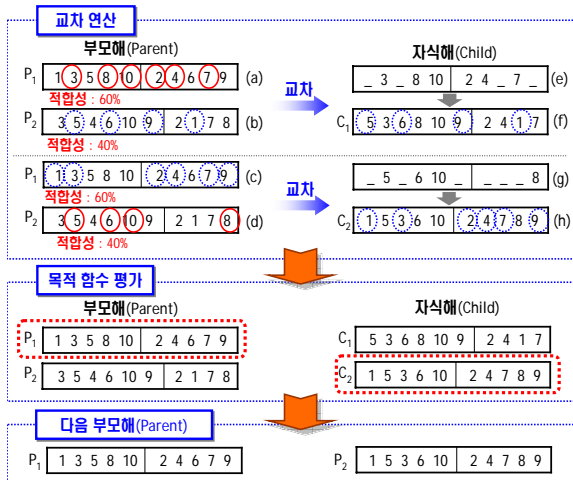 교차 연산
부모해(Parent)
자식해(Child)
P1 1 3 5 8 10 2 4 6 7 9 (a)
적합성 : 60%
교차
_ 3 _ 8 10 2 4 _ 7 _ (e)
P2 3 5 4 6 10 9 2 1 7 8 (b)
적합성 : 40%
C1 5 3 6 8 10 9 2 4 1 7 (f)
P1 1 3 5 8 10 2 4 6 7 9 (c)
적합성 : 60%
교차
_ 5 _ 6 10 _ _ _ _ 8 (g)
P2 3 5 4 6 10 9 2 1 7 8 (d)
적합성 : 40%
C2 1 5 3 6 10 2 4 7 8 9 (h)
목적 함수 평가
부모해(Parent)
자식해(Child)
P1 1 3 5 8 10 2 4 6 7 9
C1 5 3 6 8 10 9 2 4 1 7
P2 3 5 4 6 10 9 2 1 7 8
C2 1 5 3 6 10 2 4 7 8 9
다음 부모해(Parent)
P1 1 3 5 8 10 2 4 6 7 9
P2 1 5 3 6 10 2 4 7 8 9